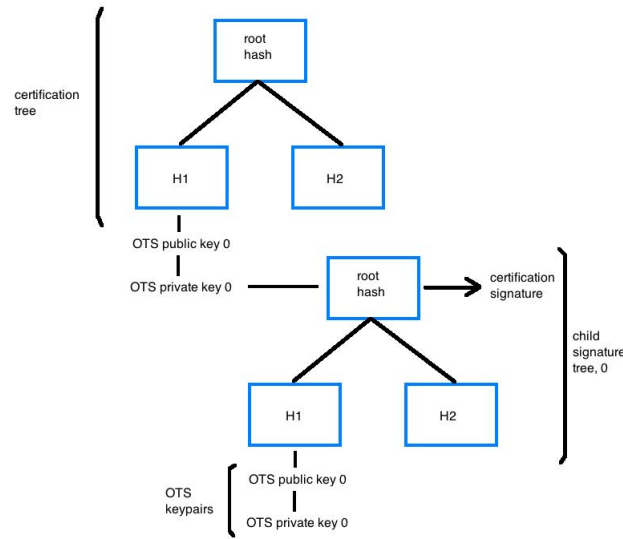 root
hash
certification
tree
H1
H2
OTS public key 0
OTS private key 0
root
hash
certification
signature
child
signature
tree, 0
H1
H2
OTS
keypairs
OTS public key 0
OTS private key 0